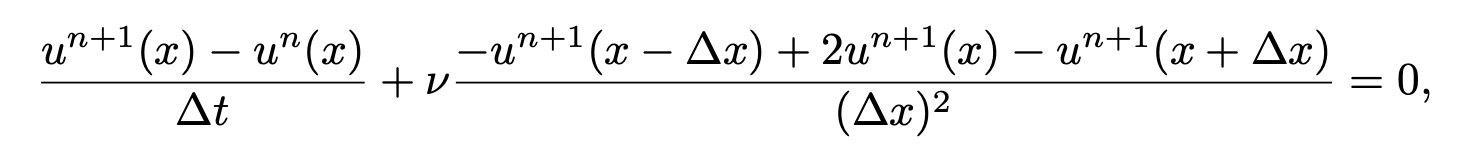 \frac{u^{n+1}(x) - u^n(x)}{\Delta t} + \nu \frac{-u^{n+1}(x - \Delta x) + 2u^{n+1}(x) - u^{n+1}(x + \Delta x)}{(\Delta x)^2} = 0,